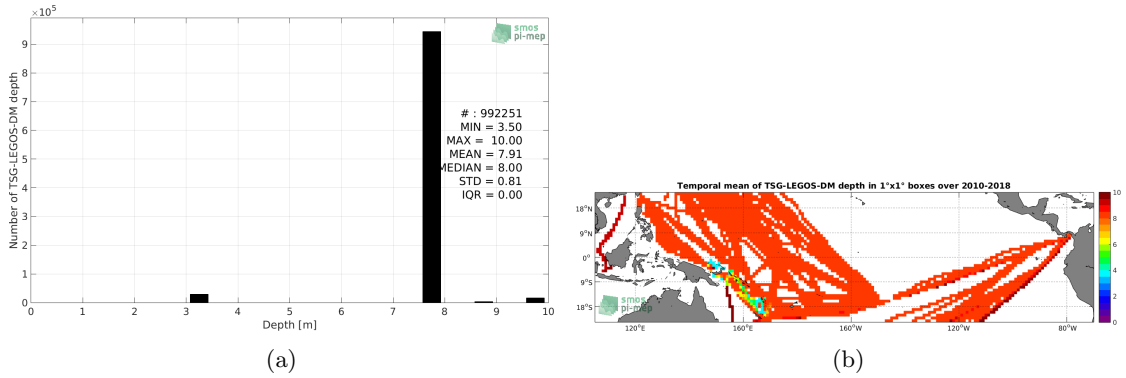 ×10⁵
smos
pi-mep
9
8
7
6
5
4
3
2
1
0
Number of TSG-LEGOS-DM depth
# : 992251
MIN = 3.50
MAX = 10.00
MEAN = 7.91
MEDIAN = 8.00
STD = 0.81
IQR = 0.00
0 1 2 3 4 5 6 7 8 9 10
Depth [m]
(a)
Temporal mean of TSG-LEGOS-DM depth in 1°x1° boxes over 2010-2018
18°N
9°N
0°
9°S
18°S
smos
pi-mep
120°E 160°E 160°W 120°W 80°W
10
8
6
4
2
0
(b)